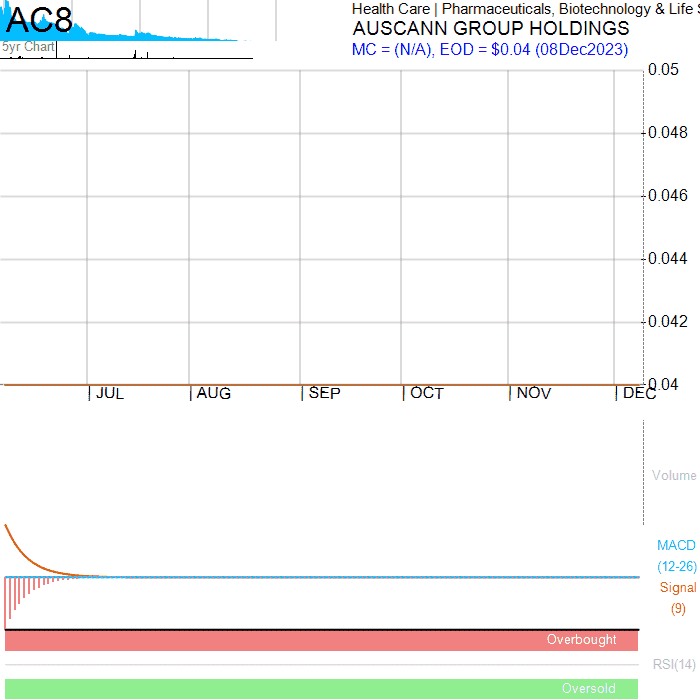 AC8
Health Care | Pharmaceuticals, Biotechnology & Life S
AUSCANN GROUP HOLDINGS
5yr Chart
MC = (N/A), EOD = $0.04 (08Dec2023)
0.05
0.048
0.046
0.044
0.042
0.04
JUL AUG SEP OCT NOV DEC
Volume
MACD
(12-26)
Signal
(9)
Overbought
RSI(14)
Oversold